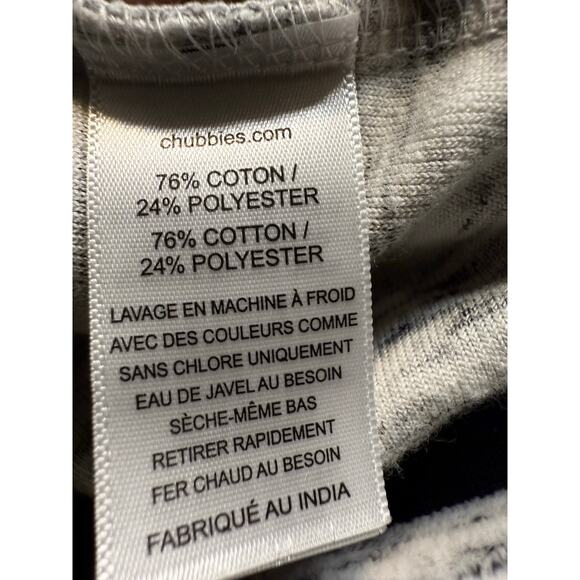 chubbies.com
76% COTON /
24% POLYESTER
76% COTTON /
24% POLYESTER
LAVAGE EN MACHINE À FROID
AVEC DES COULEURS COMME
SANS CHLORE UNIQUEMENT
EAU DE JAVEL AU BESOIN
SÈCHE-MÊME BAS
RETIRER RAPIDEMENT
FER CHAUD AU BESOIN
FABRIQUÉ AU INDIA